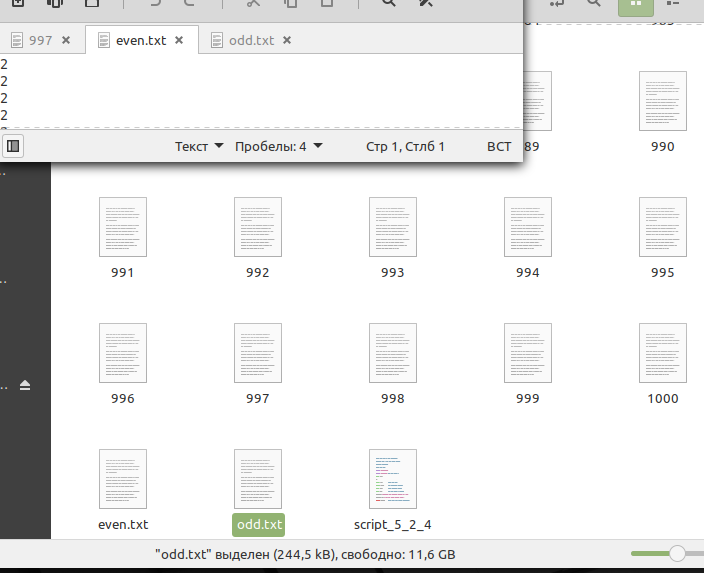 997 even.txt odd.txt
2
2
2
2
Текст Пробелы: 4 Стр 1, Стлб 1 ВСТ
89 990
991 992 993 994 995
996 997 998 999 1000
even.txt odd.txt script_5_2_4
"odd.txt" выделен (244,5 kB), свободно: 11,6 GB